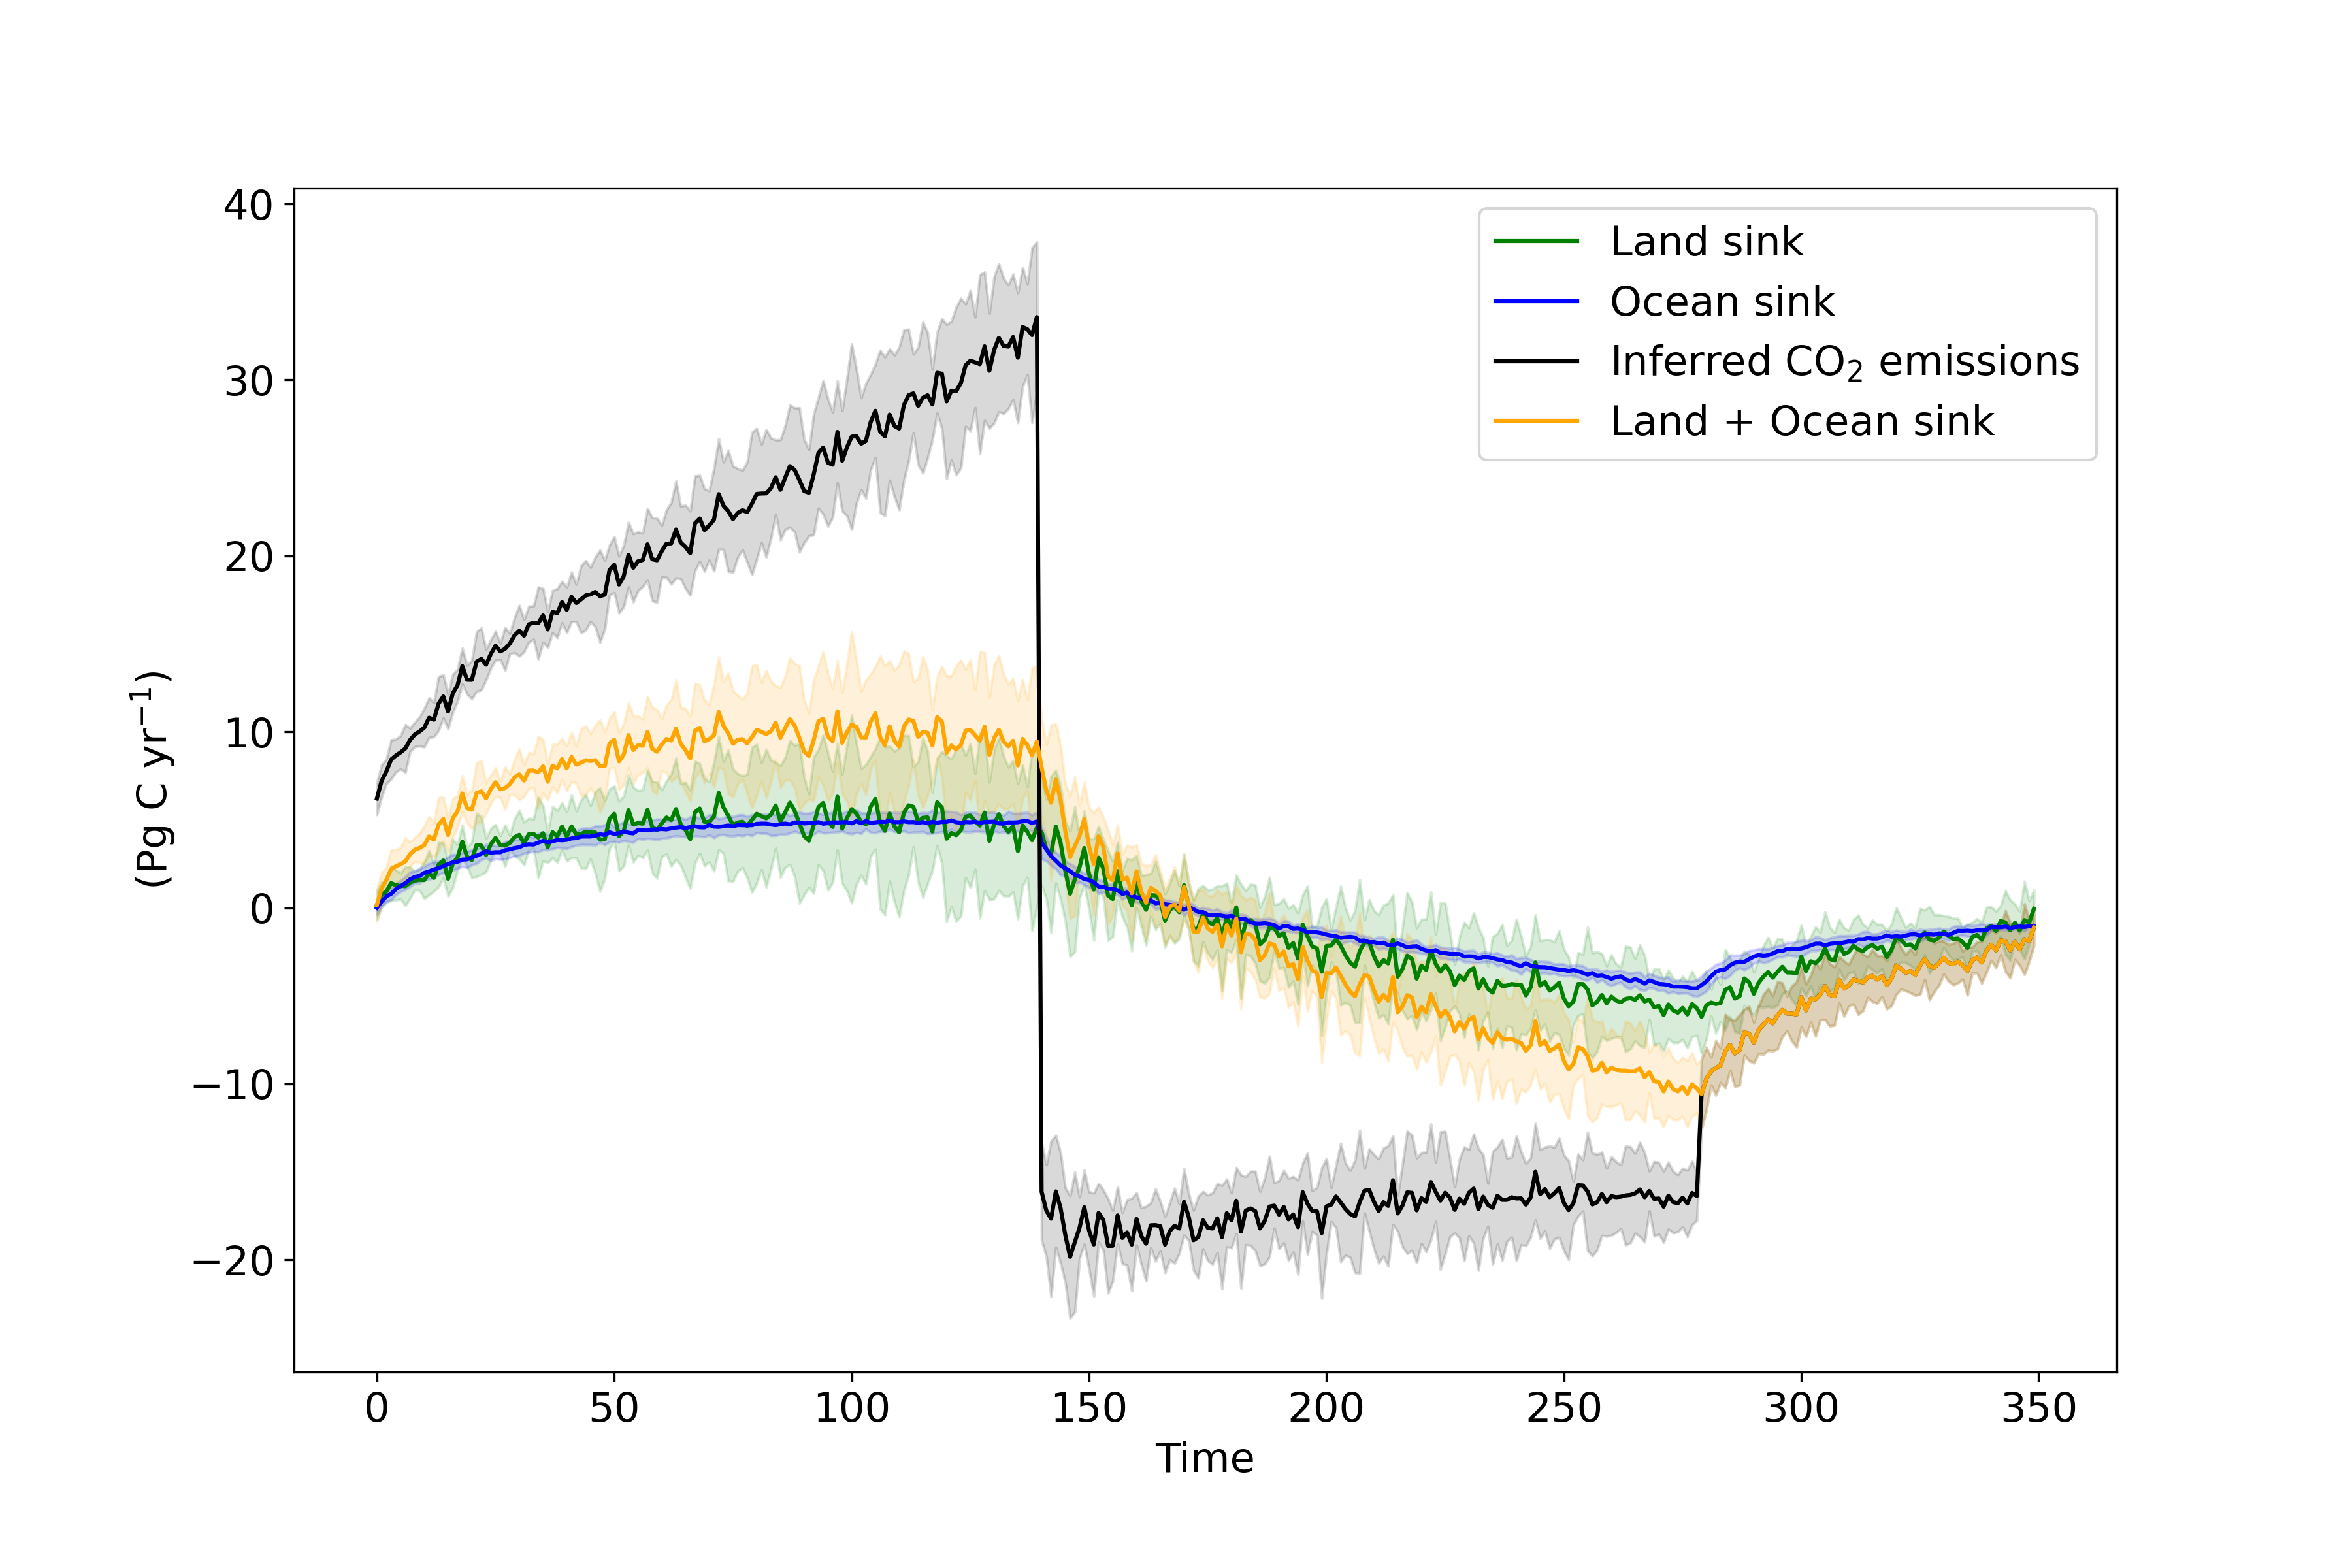 40
30
20
10
0
−10
−20
(Pg C yr⁻¹)
Land sink
Ocean sink
Inferred CO₂ emissions
Land + Ocean sink
0 50 100 150 200 250 300 350
Time